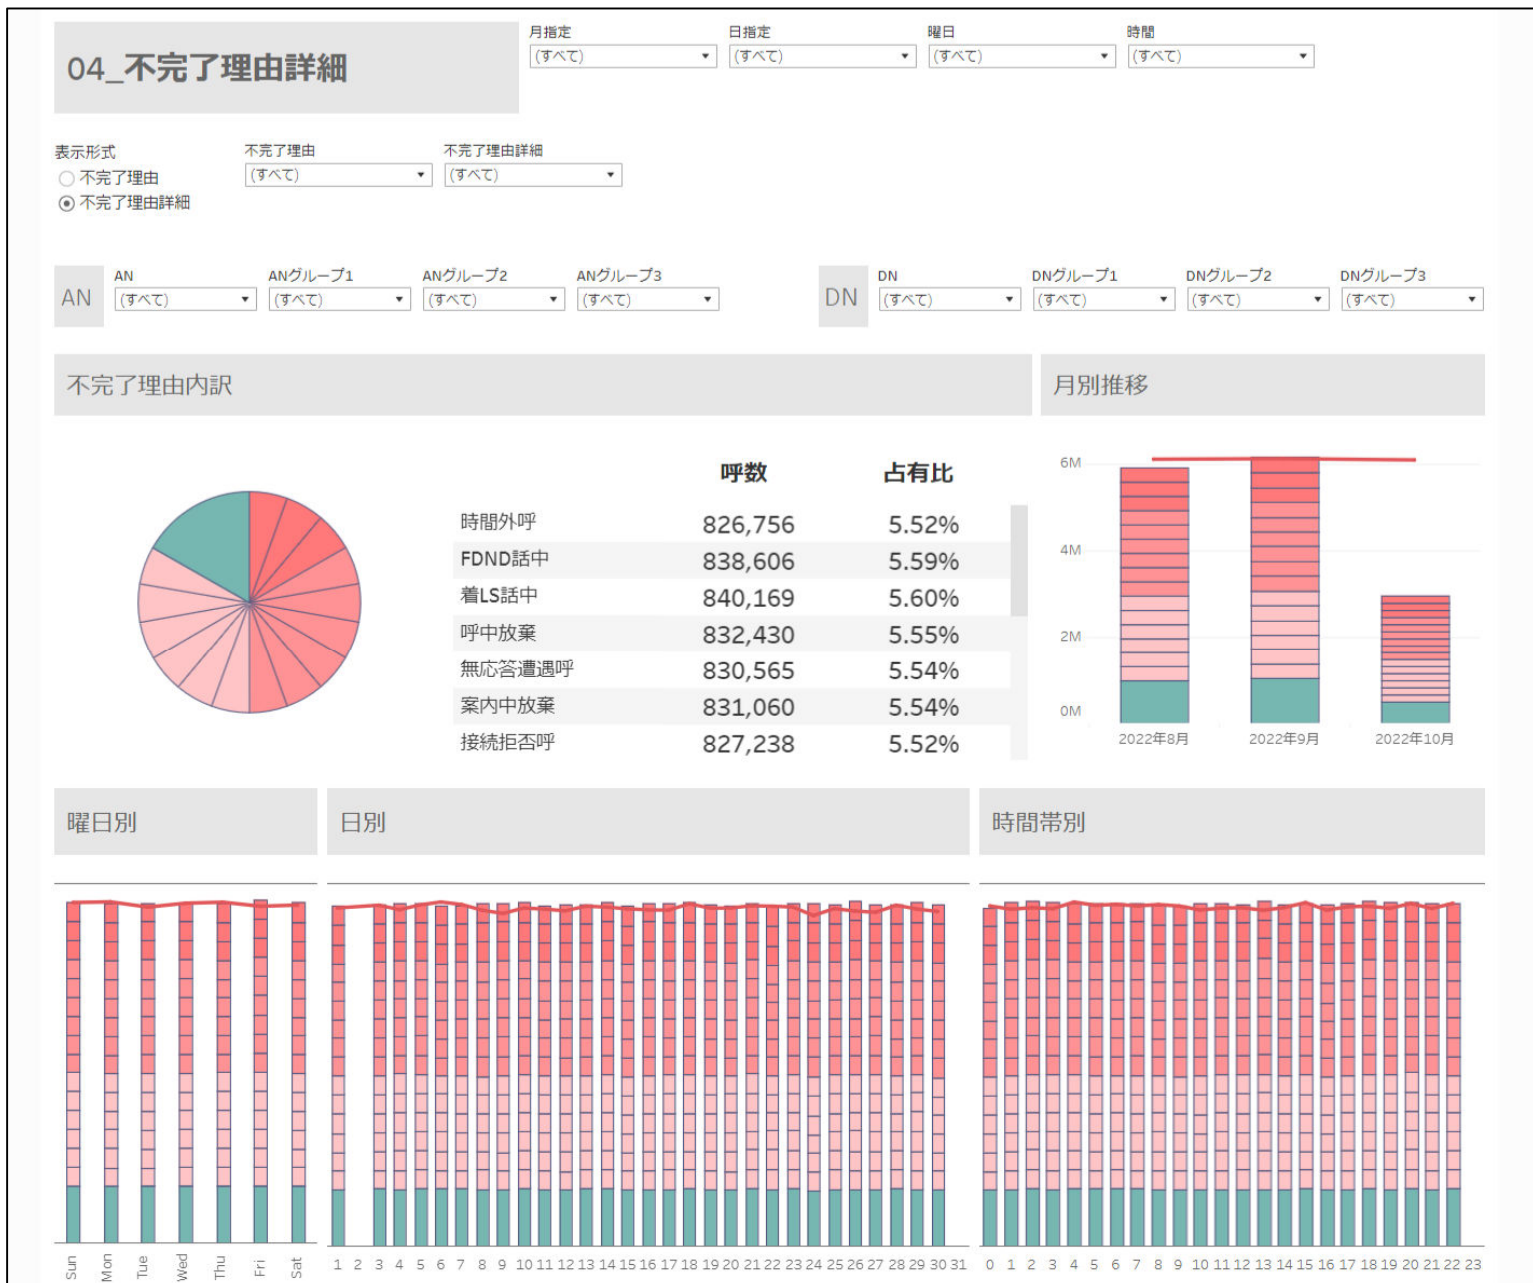 月指定 日指定 曜日 時間
04_不完了理由詳細
(すべて) (すべて) (すべて) (すべて)
表示形式 不完了理由 不完了理由詳細
不完了理由 (すべて) (すべて)
不完了理由詳細
AN
AN ANグループ1 ANグループ2 ANグループ3
(すべて) (すべて) (すべて) (すべて)
DN
DN DNグループ1 DNグループ2 DNグループ3
(すべて) (すべて) (すべて) (すべて)
不完了理由内訳
呼数 占有比
時間外呼 826,756 5.52%
FDND話中 838,606 5.59%
着LS話中 840,169 5.60%
呼中放棄 832,430 5.55%
無応答遭遇呼 830,565 5.54%
案内中放棄 831,060 5.54%
接続拒否呼 827,238 5.52%
月別推移
6M
4M
2M
0M
2022年8月 2022年9月 2022年10月
曜日別
Sun Mon Tue Wed Thu Fri Sat
日別
1 2 3 4 5 6 7 8 9 10 11 12 13 14 15 16 17 18 19 20 21 22 23 24 25 26 27 28 29 30 31
時間帯別
0 1 2 3 4 5 6 7 8 9 10 11 12 13 14 15 16 17 18 19 20 21 22 23